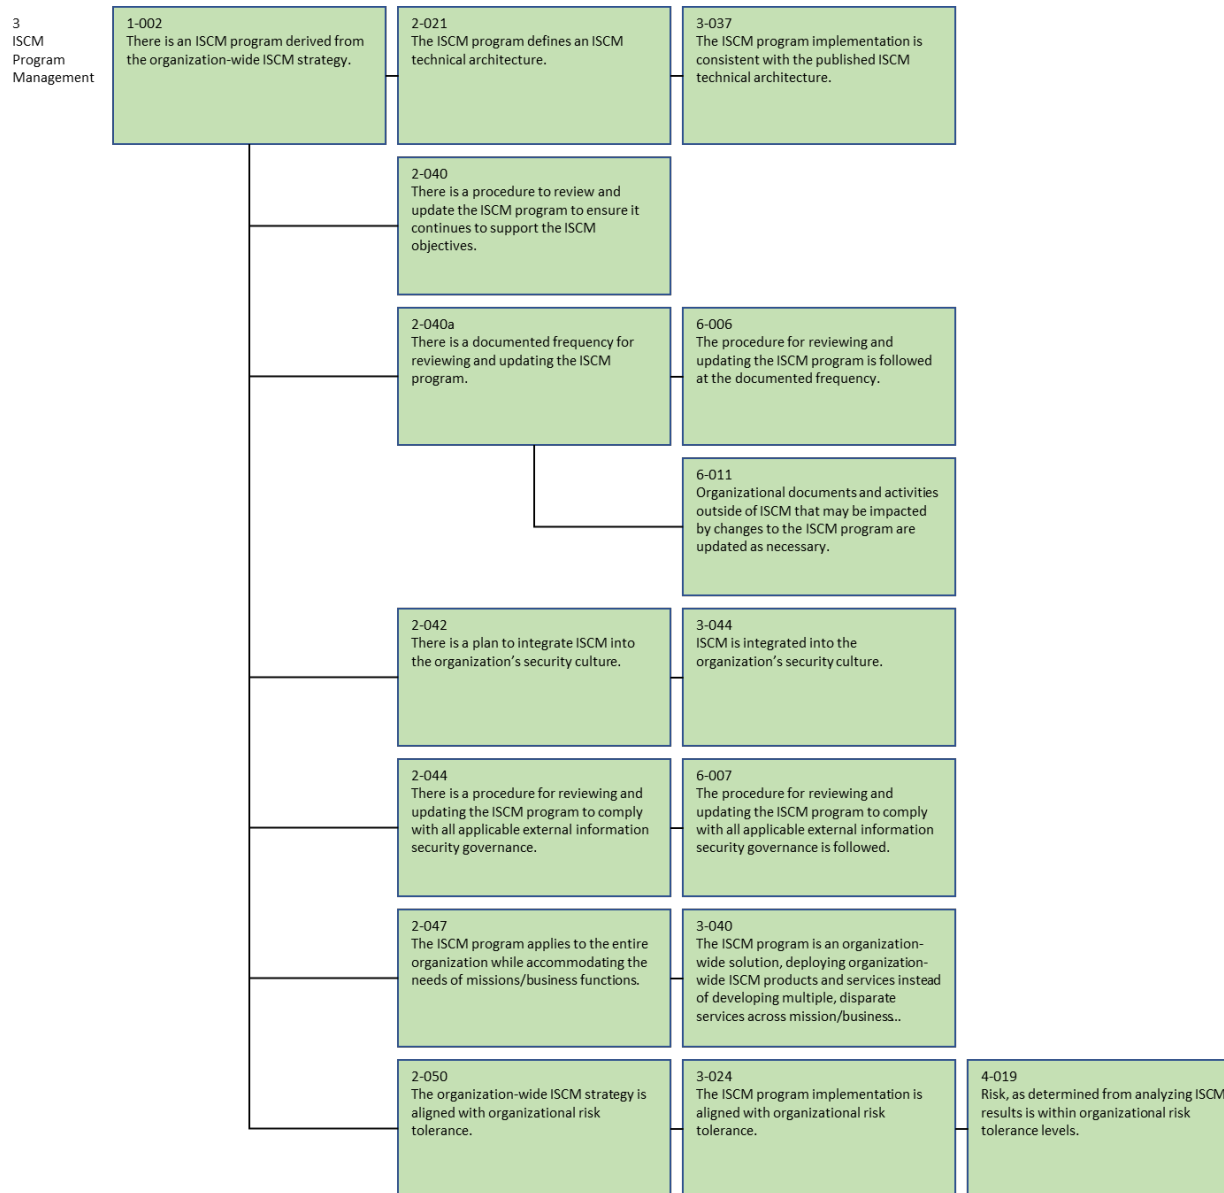 3
ISCM
Program
Management
1-002
There is an ISCM program derived from
the organization-wide ISCM strategy.
2-021
The ISCM program defines an ISCM
technical architecture.
3-037
The ISCM program implementation is
consistent with the published ISCM
technical architecture.
2-040
There is a procedure to review and
update the ISCM program to ensure it
continues to support the ISCM
objectives.
2-040a
There is a documented frequency for
reviewing and updating the ISCM
program.
6-006
The procedure for reviewing and
updating the ISCM program is followed
at the documented frequency.
6-011
Organizational documents and activities
outside of ISCM that may be impacted
by changes to the ISCM program are
updated as necessary.
2-042
There is a plan to integrate ISCM into
the organization's security culture.
3-044
ISCM is integrated into the
organization's security culture.
2-044
There is a procedure for reviewing and
updating the ISCM program to comply
with all applicable external information
security governance.
6-007
The procedure for reviewing and
updating the ISCM program to comply
with all applicable external information
security governance is followed.
2-047
The ISCM program applies to the entire
organization while accommodating the
needs of missions/business functions.
3-040
The ISCM program is an organization-
wide solution, deploying organization-
wide ISCM products and services instead
of developing multiple, disparate
services across mission/business…
2-050
The organization-wide ISCM strategy is
aligned with organizational risk
tolerance.
3-024
The ISCM program implementation is
aligned with organizational risk
tolerance.
4-019
Risk, as determined from analyzing ISCM
results is within organizational risk
tolerance levels.